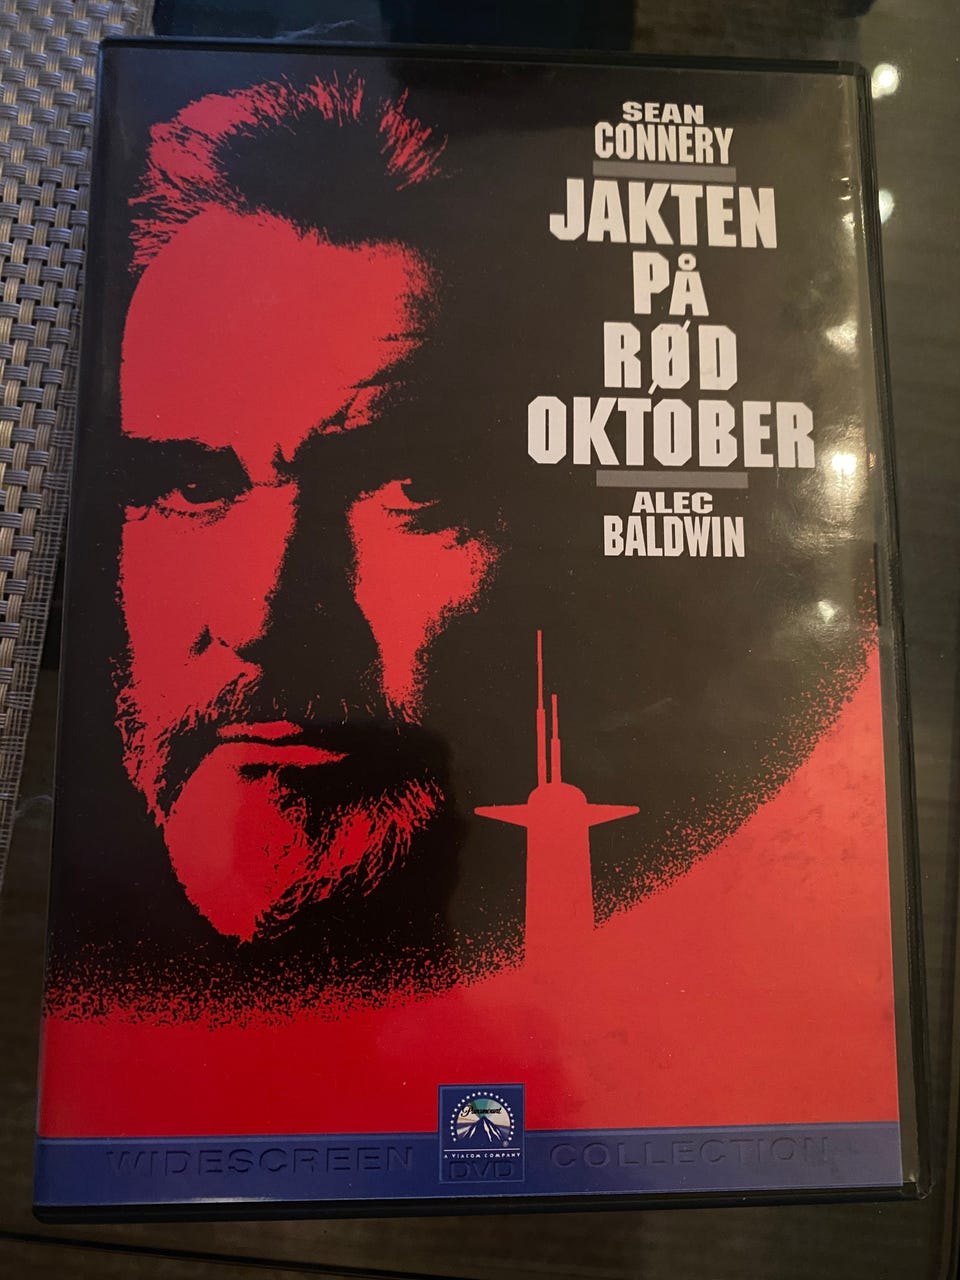 SEAN
CONNERY
JAKTEN
PÅ
RØD
OKTOBER
ALEC
BALDWIN
Paramount
®
A VIACOM COMPANY
WIDESCREEN DVD COLLECTION